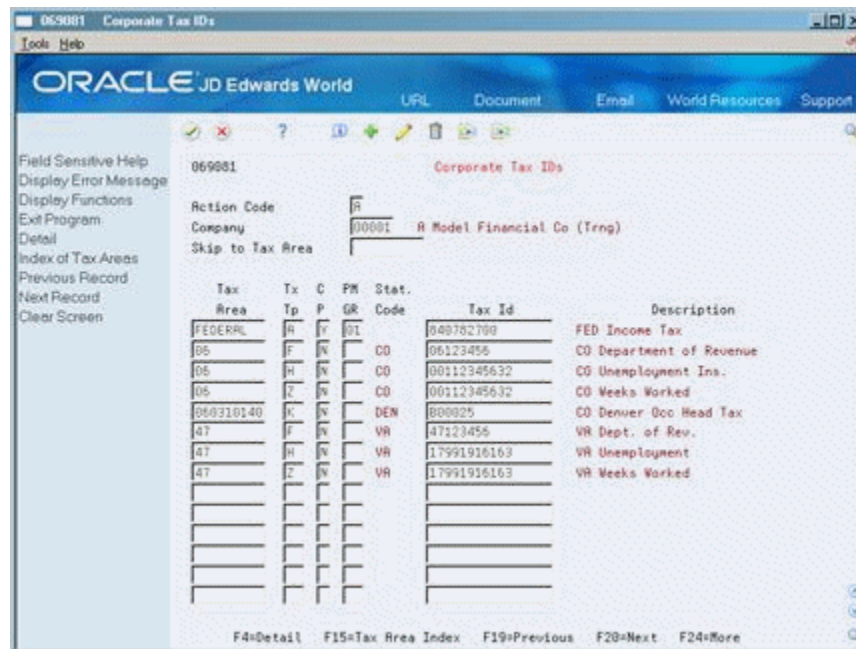 069081 Corporate Tax IDs
Tools Help
ORACLE JD Edwards World
URL Document Email World Resources Support
Field Sensitive Help
Display Error Message
Display Functions
Exit Program
Detail
Index of Tax Areas
Previous Record
Next Record
Clear Screen
069081 Corporate Tax IDs
Action Code A
Company 00001 A Model Financial Co (Trng)
Skip to Tax Area
Tax Tx C PM Stat.
Area Tp P GR Code Tax Id Description
FEDERAL A Y 01 840782700 FED Income Tax
06 F N CO 06123456 CO Department of Revenue
06 H N CO 00112345632 CO Unemployment Ins.
06 Z N CO 00112345632 CO Weeks Worked
060310140 K N DEN 800025 CO Denver Occ Head Tax
47 F N VA 47123456 VA Dept. of Rev.
47 H N VA 17991916163 VA Unemployment
47 Z N VA 17991916163 VA Weeks Worked
F4=Detail F15=Tax Area Index F19=Previous F20=Next F24=More